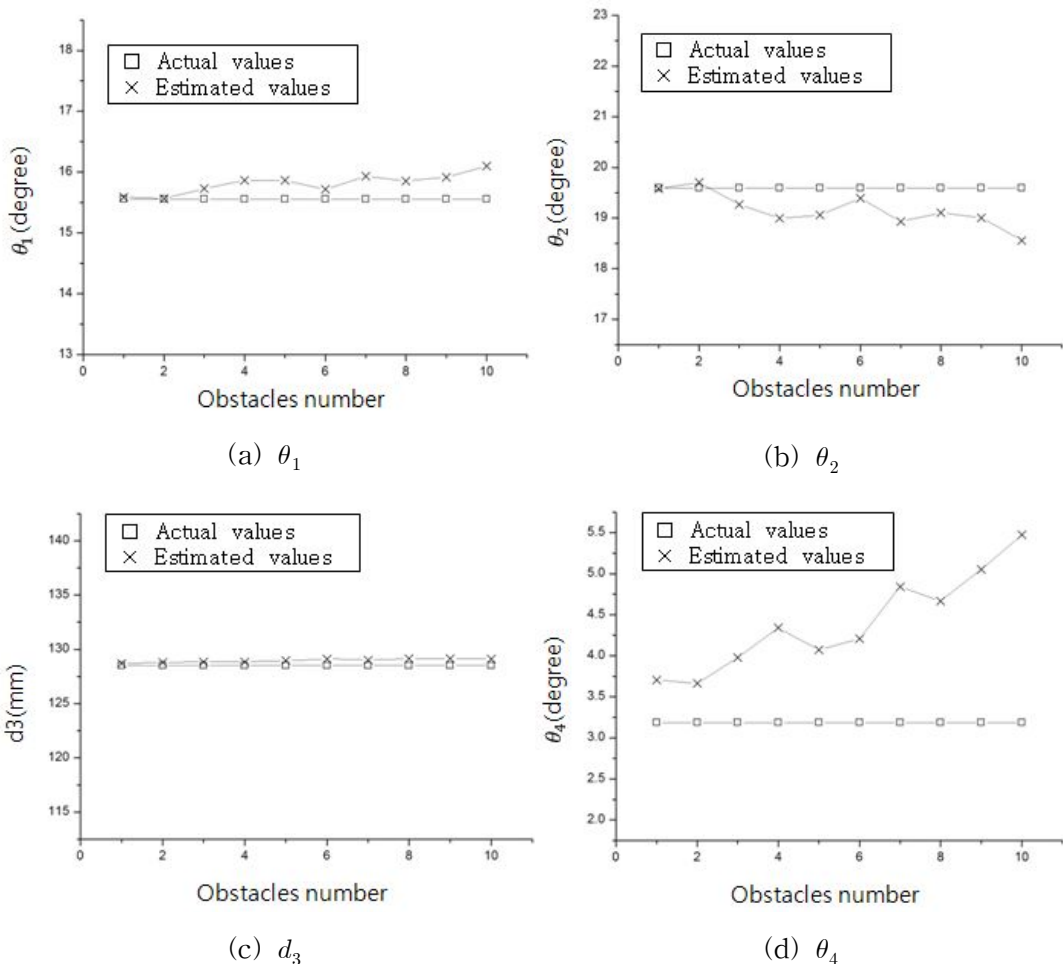 Actual values
Estimated values
18
17
16
15
14
13
0 2 4 6 8 10
θ₁(degree)
Obstacles number
(a) θ₁
Actual values
Estimated values
23
22
21
20
19
18
17
0 2 4 6 8 10
θ₂(degree)
Obstacles number
(b) θ₂
Actual values
Estimated values
140
135
130
125
120
115
0 2 4 6 8 10
d3(mm)
Obstacles number
(c) d₃
Actual values
Estimated values
5.5
5.0
4.5
4.0
3.5
3.0
2.5
2.0
0 2 4 6 8 10
θ₄(degree)
Obstacles number
(d) θ₄